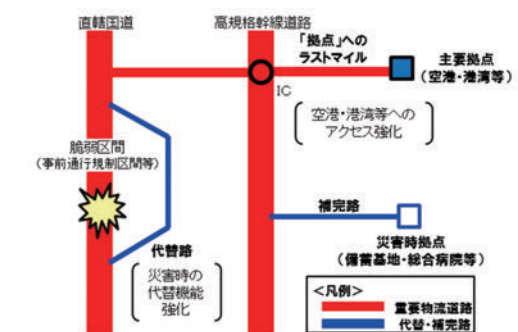 直轄国道
高規格幹線道路
「拠点」への
ラストマイル
主要拠点
(空港・港湾等)
IC
空港・港湾等への
アクセス強化
脆弱区間
(事前通行規制区間等)
補完路
代替路
災害時の
代替機能
強化
災害時拠点
(備蓄基地・総合病院等)
<凡例>
重要物流道路
代替・補完路